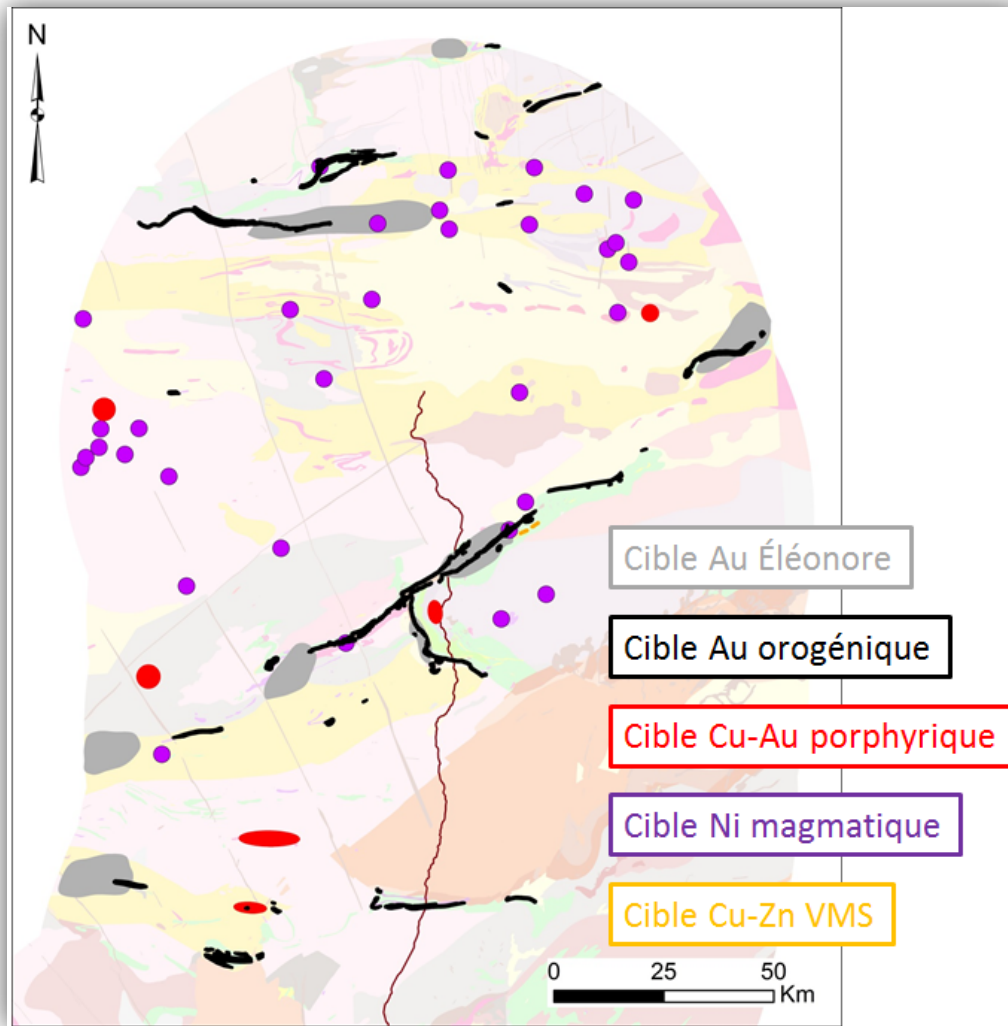 N
Cible Au Éléonore
Cible Au orogénique
Cible Cu-Au porphyrique
Cible Ni magmatique
Cible Cu-Zn VMS
0 25 50
Km